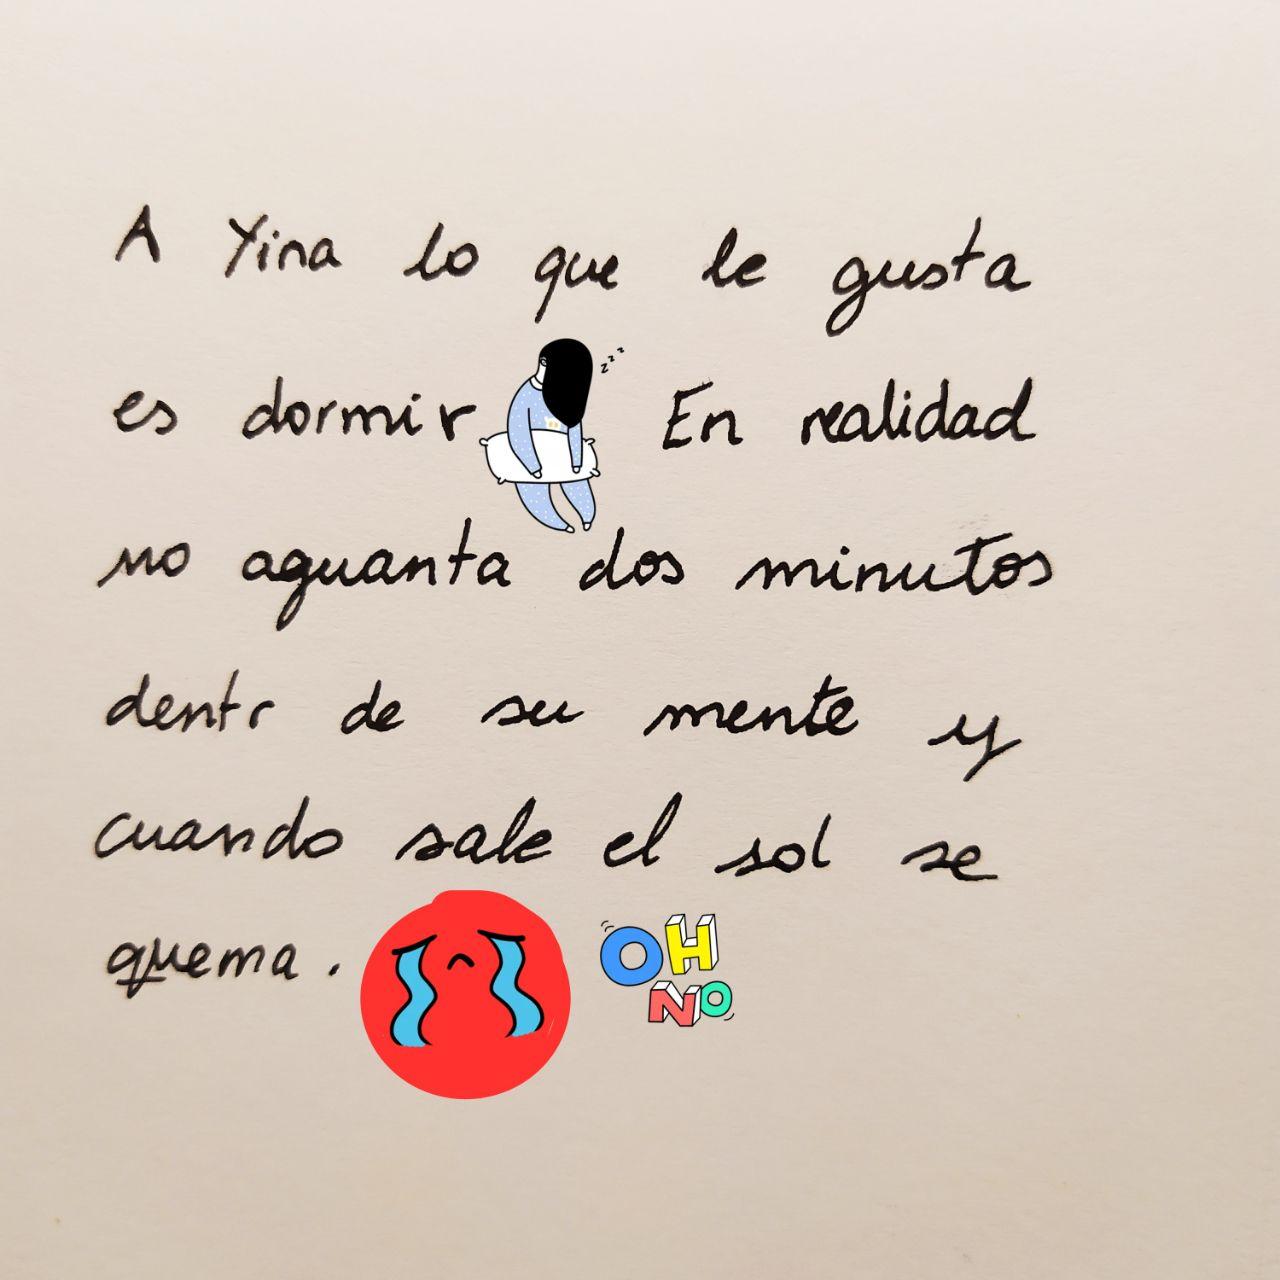 A Yina lo que le gusta
es dormir zzz En realidad
no aguanta dos minutos
dentr de su mente y
cuando sale el sol se
quema.
OH
NO